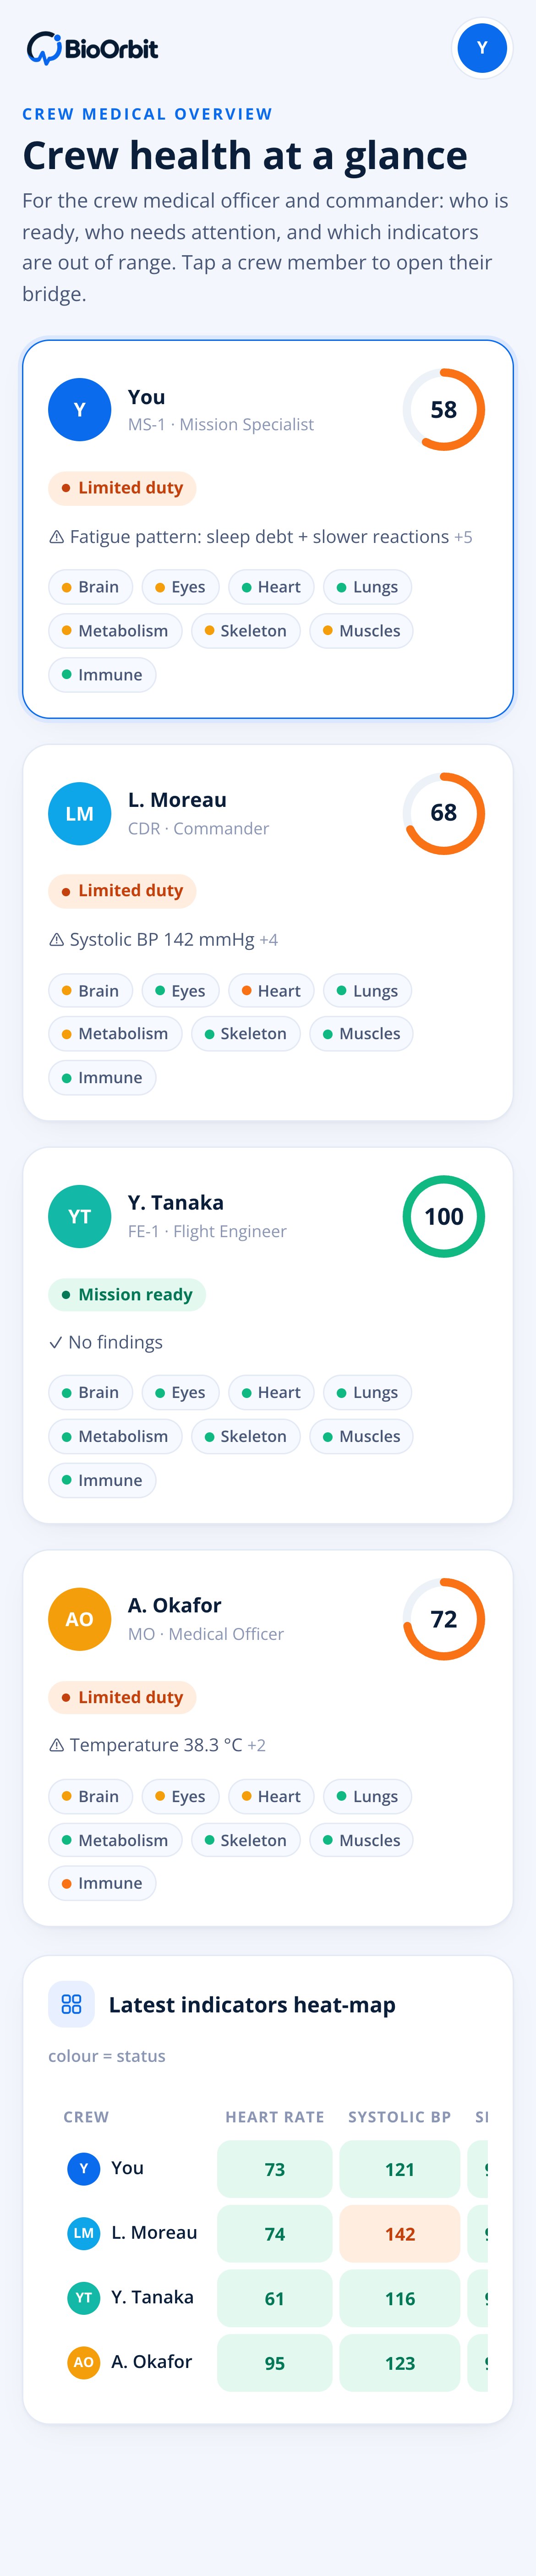 BioOrbit
Y
CREW MEDICAL OVERVIEW
Crew health at a glance
For the crew medical officer and commander: who is
ready, who needs attention, and which indicators
are out of range. Tap a crew member to open their
bridge.
Y
You
MS-1 · Mission Specialist
58
Limited duty
Fatigue pattern: sleep debt + slower reactions +5
Brain Eyes Heart Lungs
Metabolism Skeleton Muscles
Immune
LM
L. Moreau
CDR · Commander
68
Limited duty
Systolic BP 142 mmHg +4
Brain Eyes Heart Lungs
Metabolism Skeleton Muscles
Immune
YT
Y. Tanaka
FE-1 · Flight Engineer
100
Mission ready
No findings
Brain Eyes Heart Lungs
Metabolism Skeleton Muscles
Immune
AO
A. Okafor
MO · Medical Officer
72
Limited duty
Temperature 38.3 °C +2
Brain Eyes Heart Lungs
Metabolism Skeleton Muscles
Immune
Latest indicators heat-map
colour = status
CREW HEART RATE SYSTOLIC BP
Y You 73 121
LM L. Moreau 74 142
YT Y. Tanaka 61 116
AO A. Okafor 95 123